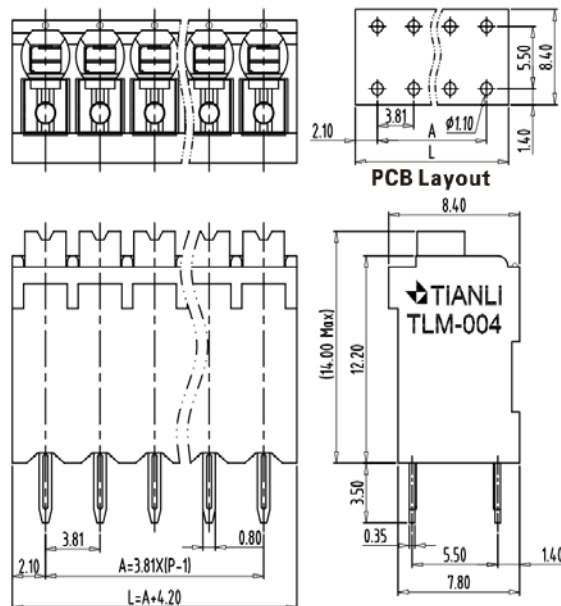 5.50
8.40
3.81
A
ø1.10
2.10
L
1.40
PCB Layout
8.40
(14.00 Max)
12.20
TIANLI
TLM-004
3.50
3.81
0.80
0.35
2.10
A=3.81X(P-1)
5.50
1.40
L=A+4.20
7.80